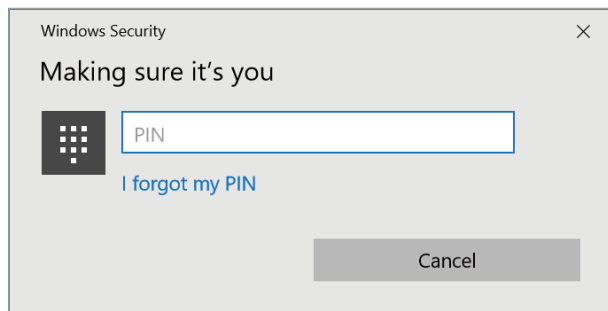 Windows Security
Making sure it’s you
PIN
I forgot my PIN
Cancel